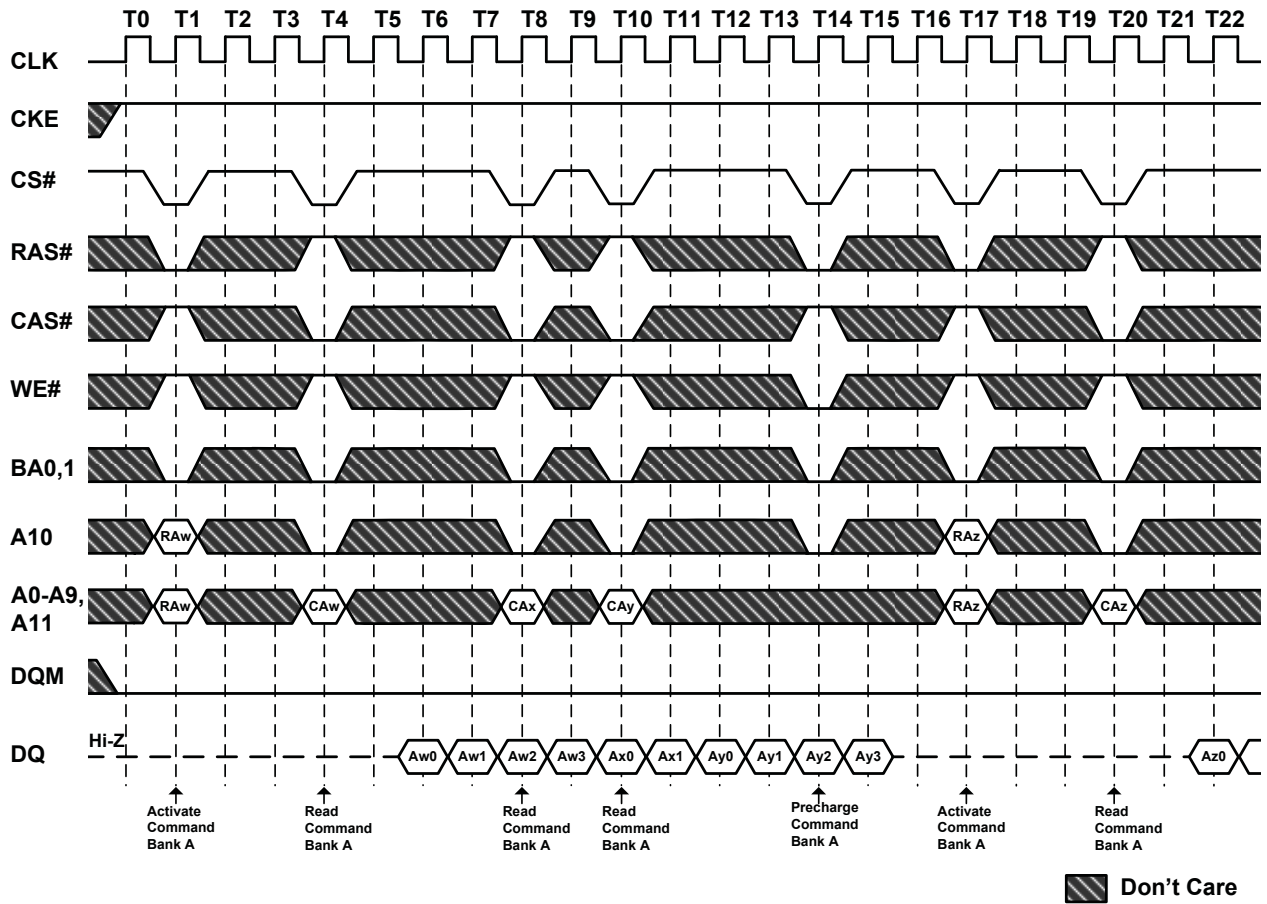 T0 T1 T2 T3 T4 T5 T6 T7 T8 T9 T10 T11 T12 T13 T14 T15 T16 T17 T18 T19 T20 T21 T22
CLK
CKE
CS#
RAS#
CAS#
WE#
BA0,1
A10 RAw RAz
A0-A9,
A11
RAw CAw CAx CAy RAz CAz
DQM
DQ Hi-Z Aw0 Aw1 Aw2 Aw3 Ax0 Ax1 Ay0 Ay1 Ay2 Ay3 Az0
Activate
Command
Bank A
Read
Command
Bank A
Read
Command
Bank A
Read
Command
Bank A
Precharge
Command
Bank A
Activate
Command
Bank A
Read
Command
Bank A
Don't Care